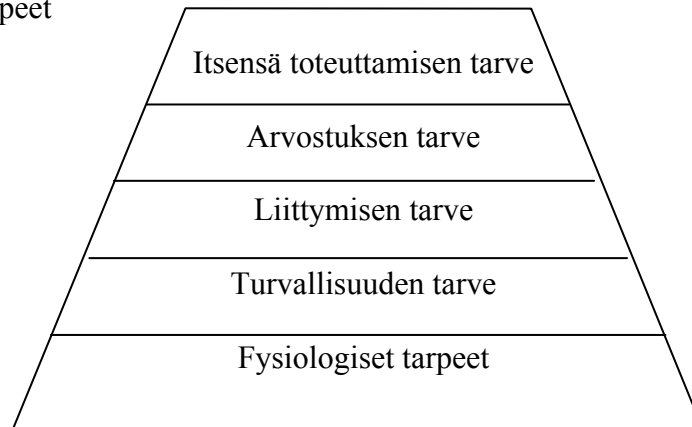 peet
Itsensä toteuttamisen tarve
Arvostuksen tarve
Liittymisen tarve
Turvallisuuden tarve
Fysiologiset tarpeet